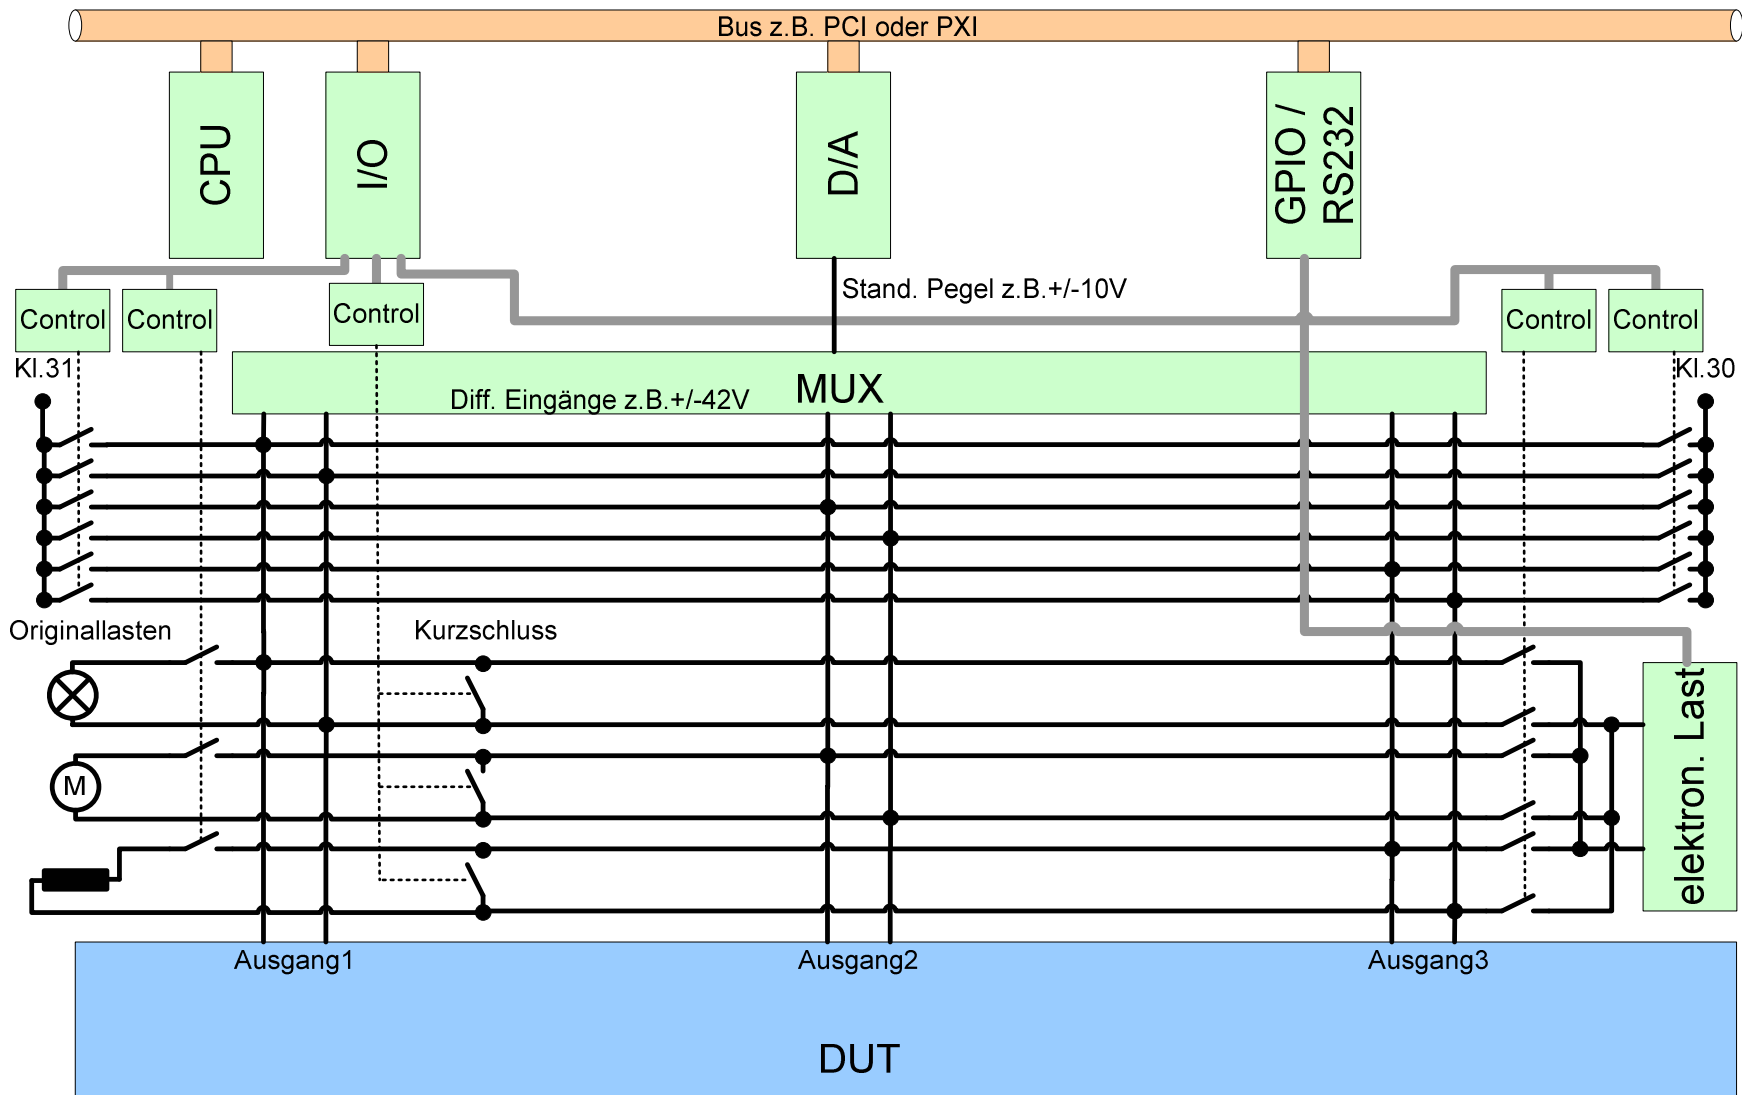 Bus z.B. PCI oder PXI
CPU
I/O
D/A
GPIO /
RS232
Stand. Pegel z.B.+/-10V
Control
Control
Control
Control
Control
Kl.31
Kl.30
MUX
Diff. Eingänge z.B.+/-42V
Originallasten
Kurzschluss
M
elektron. Last
Ausgang1
Ausgang2
Ausgang3
DUT